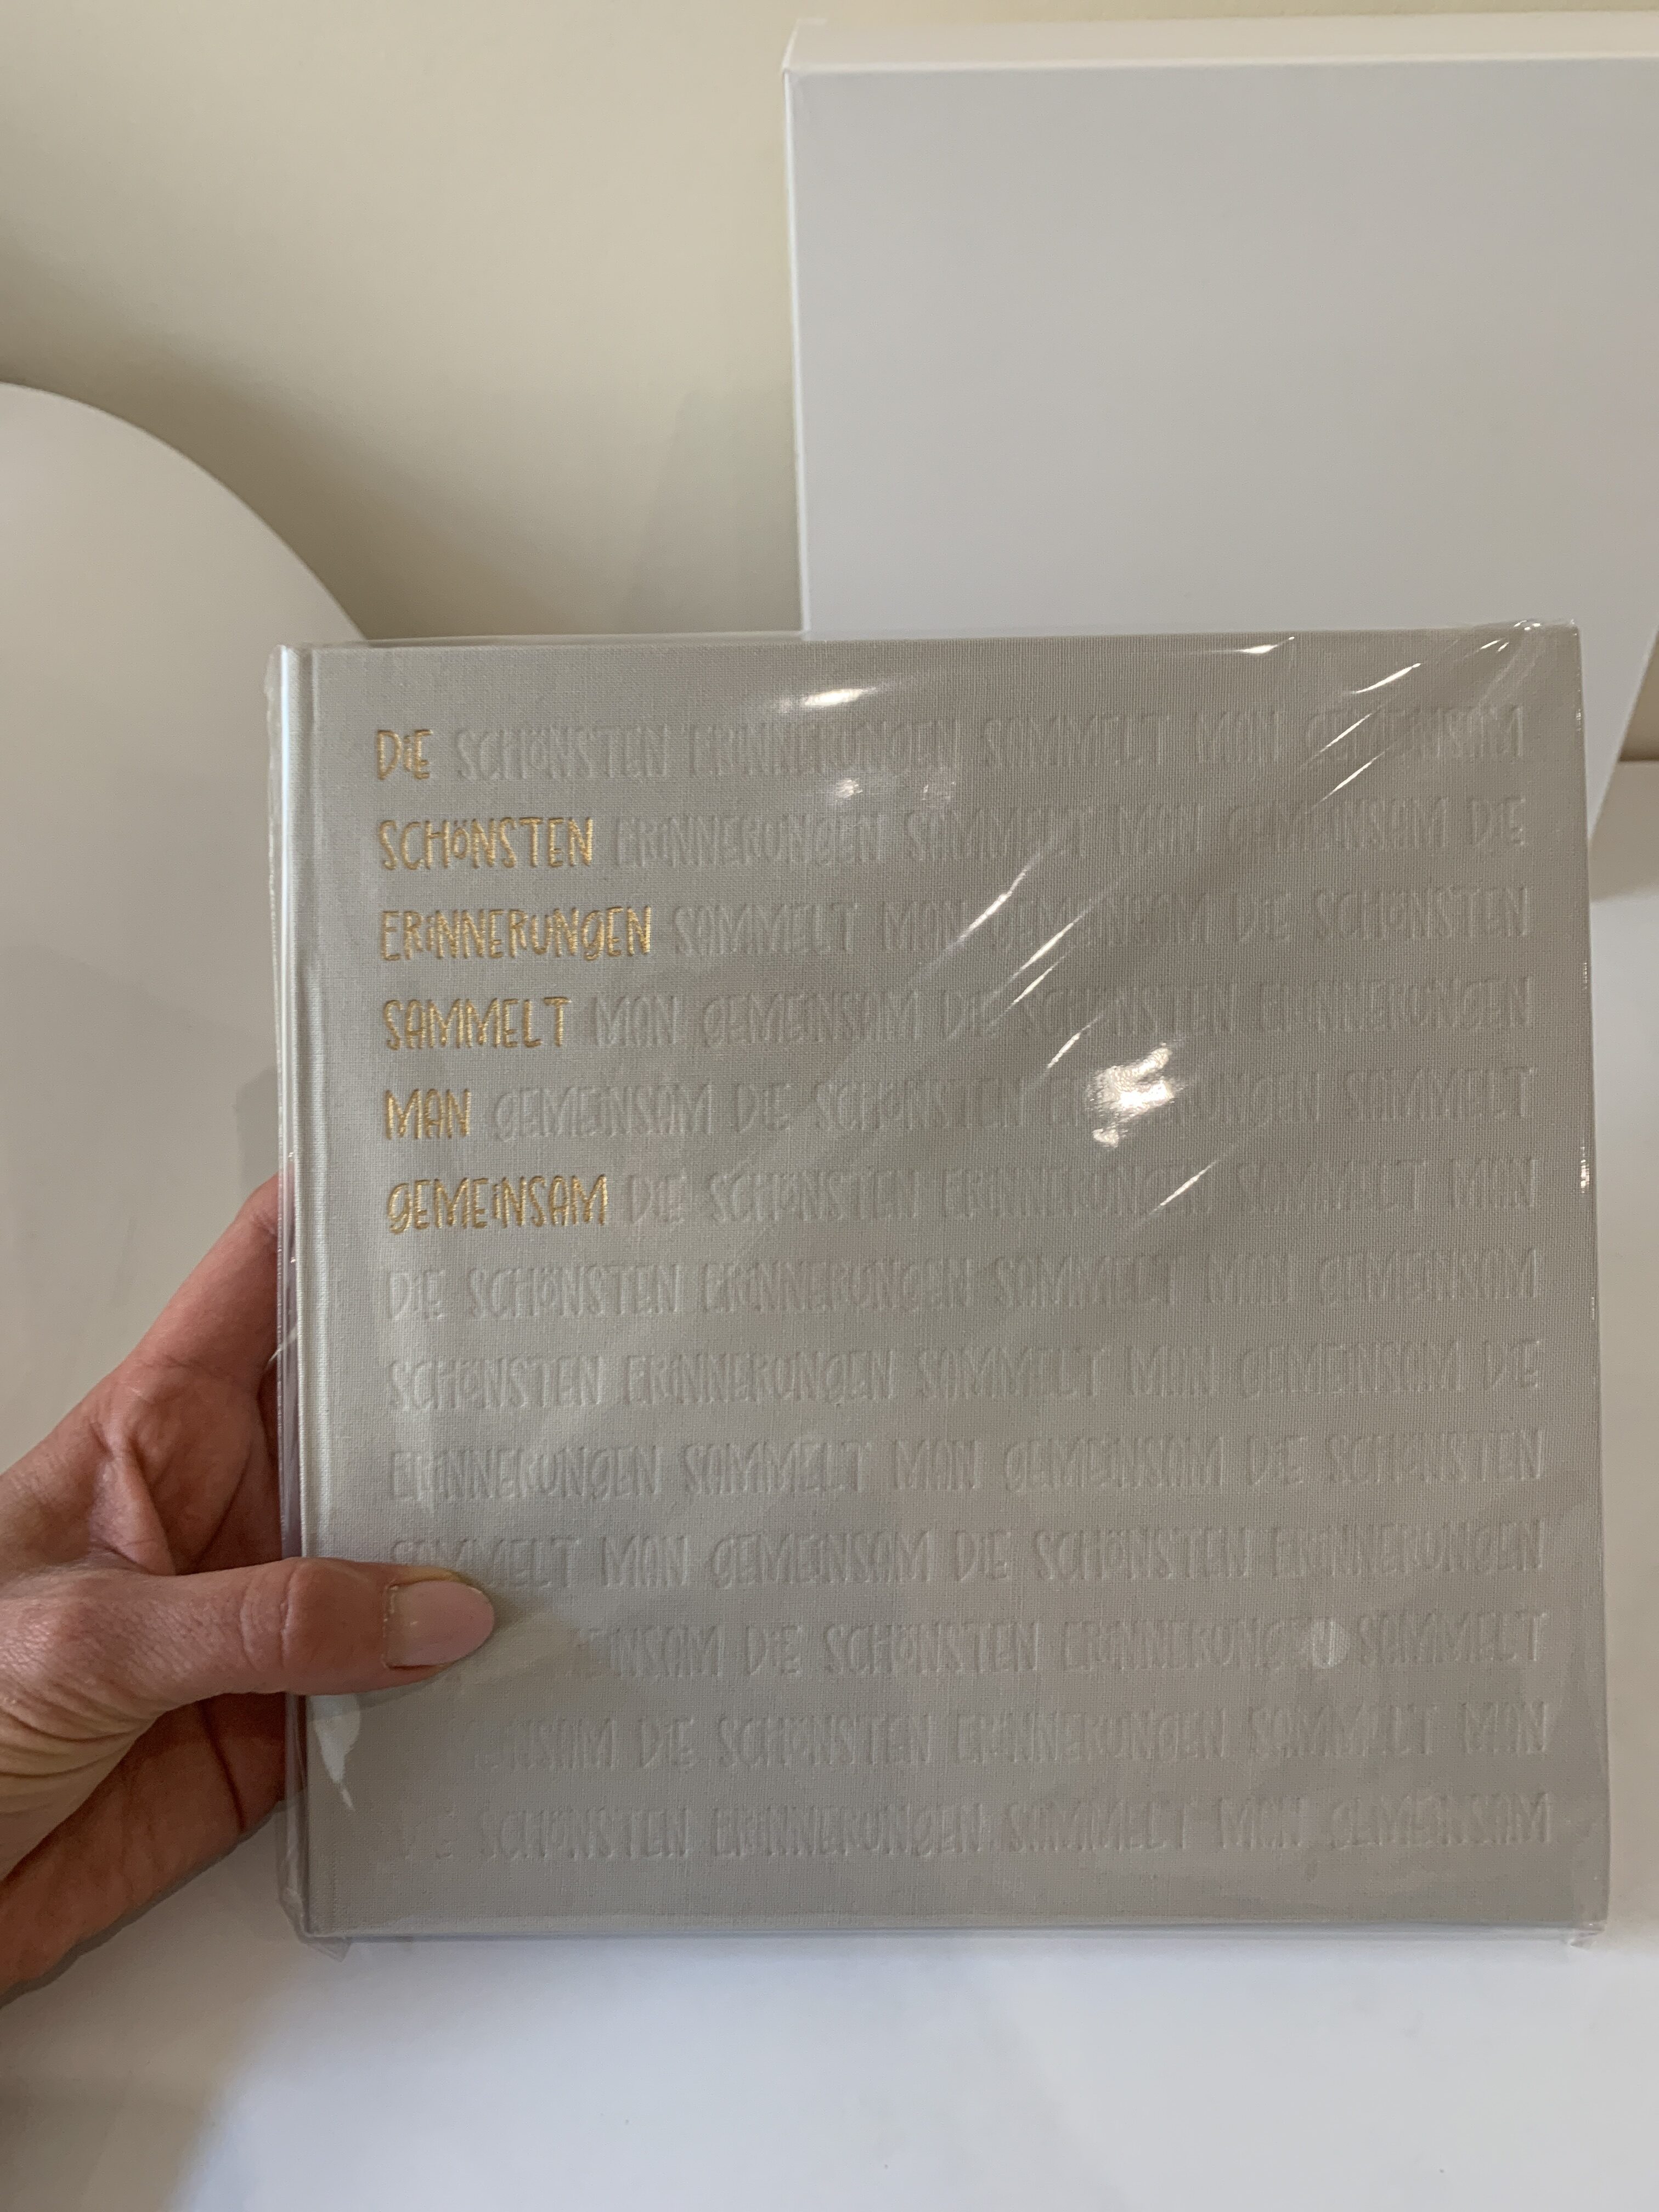 DiE SCHÖNSTEN ERiNNERUNGEN SAMMELT MAN GEMEiNSAM
SCHÖNSTEN ERiNNERUNGEN SAMMELT MAN GEMEiNSAM DiE
ERiNNERUNGEN SAMMELT MAN GEMEiNSAM DiE SCHÖNSTEN
SAMMELT MAN GEMEiNSAM DiE SCHÖNSTEN ERiNNERUNGEN
MAN GEMEiNSAM DiE SCHÖNSTEN ERiNNERUNGEN SAMMELT
GEMEiNSAM DiE SCHÖNSTEN ERiNNERUNGEN SAMMELT MAN
DiE SCHÖNSTEN ERiNNERUNGEN SAMMELT MAN GEMEiNSAM
SCHÖNSTEN ERiNNERUNGEN SAMMELT MAN GEMEiNSAM DiE
ERiNNERUNGEN SAMMELT MAN GEMEiNSAM DiE SCHÖNSTEN
SAMMELT MAN GEMEiNSAM DiE SCHÖNSTEN ERiNNERUNGEN
DiE SCHÖNSTEN ERiNNERUNGEN SAMMELT
DiE SCHÖNSTEN ERiNNERUNGEN SAMMELT MAN
SCHÖNSTEN ERiNNERUNGEN SAMMELT MAN GEMEiNSAM